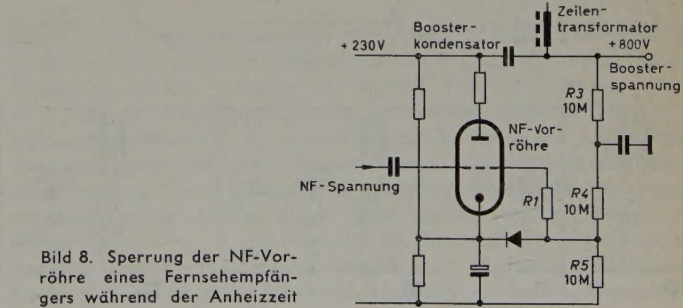 Zeilen-
transformator
Booster-
kondensator
+ 230V
+800V
Booster-
spannung
R3
10M
NF-Vor-
röhre
NF-Spannung
R1
R4
10M
R5
10M
Bild 8. Sperrung der NF-Vor-
röhre eines Fernsehempfän-
gers während der Anheizzeit